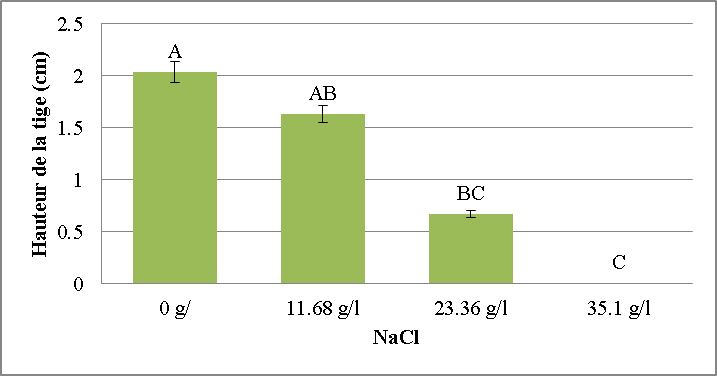 Hauteur de la tige (cm)
2.5
2
1.5
1
0.5
0
A
AB
BC
C
0 g/
11.68 g/l
23.36 g/l
35.1 g/l
NaCl